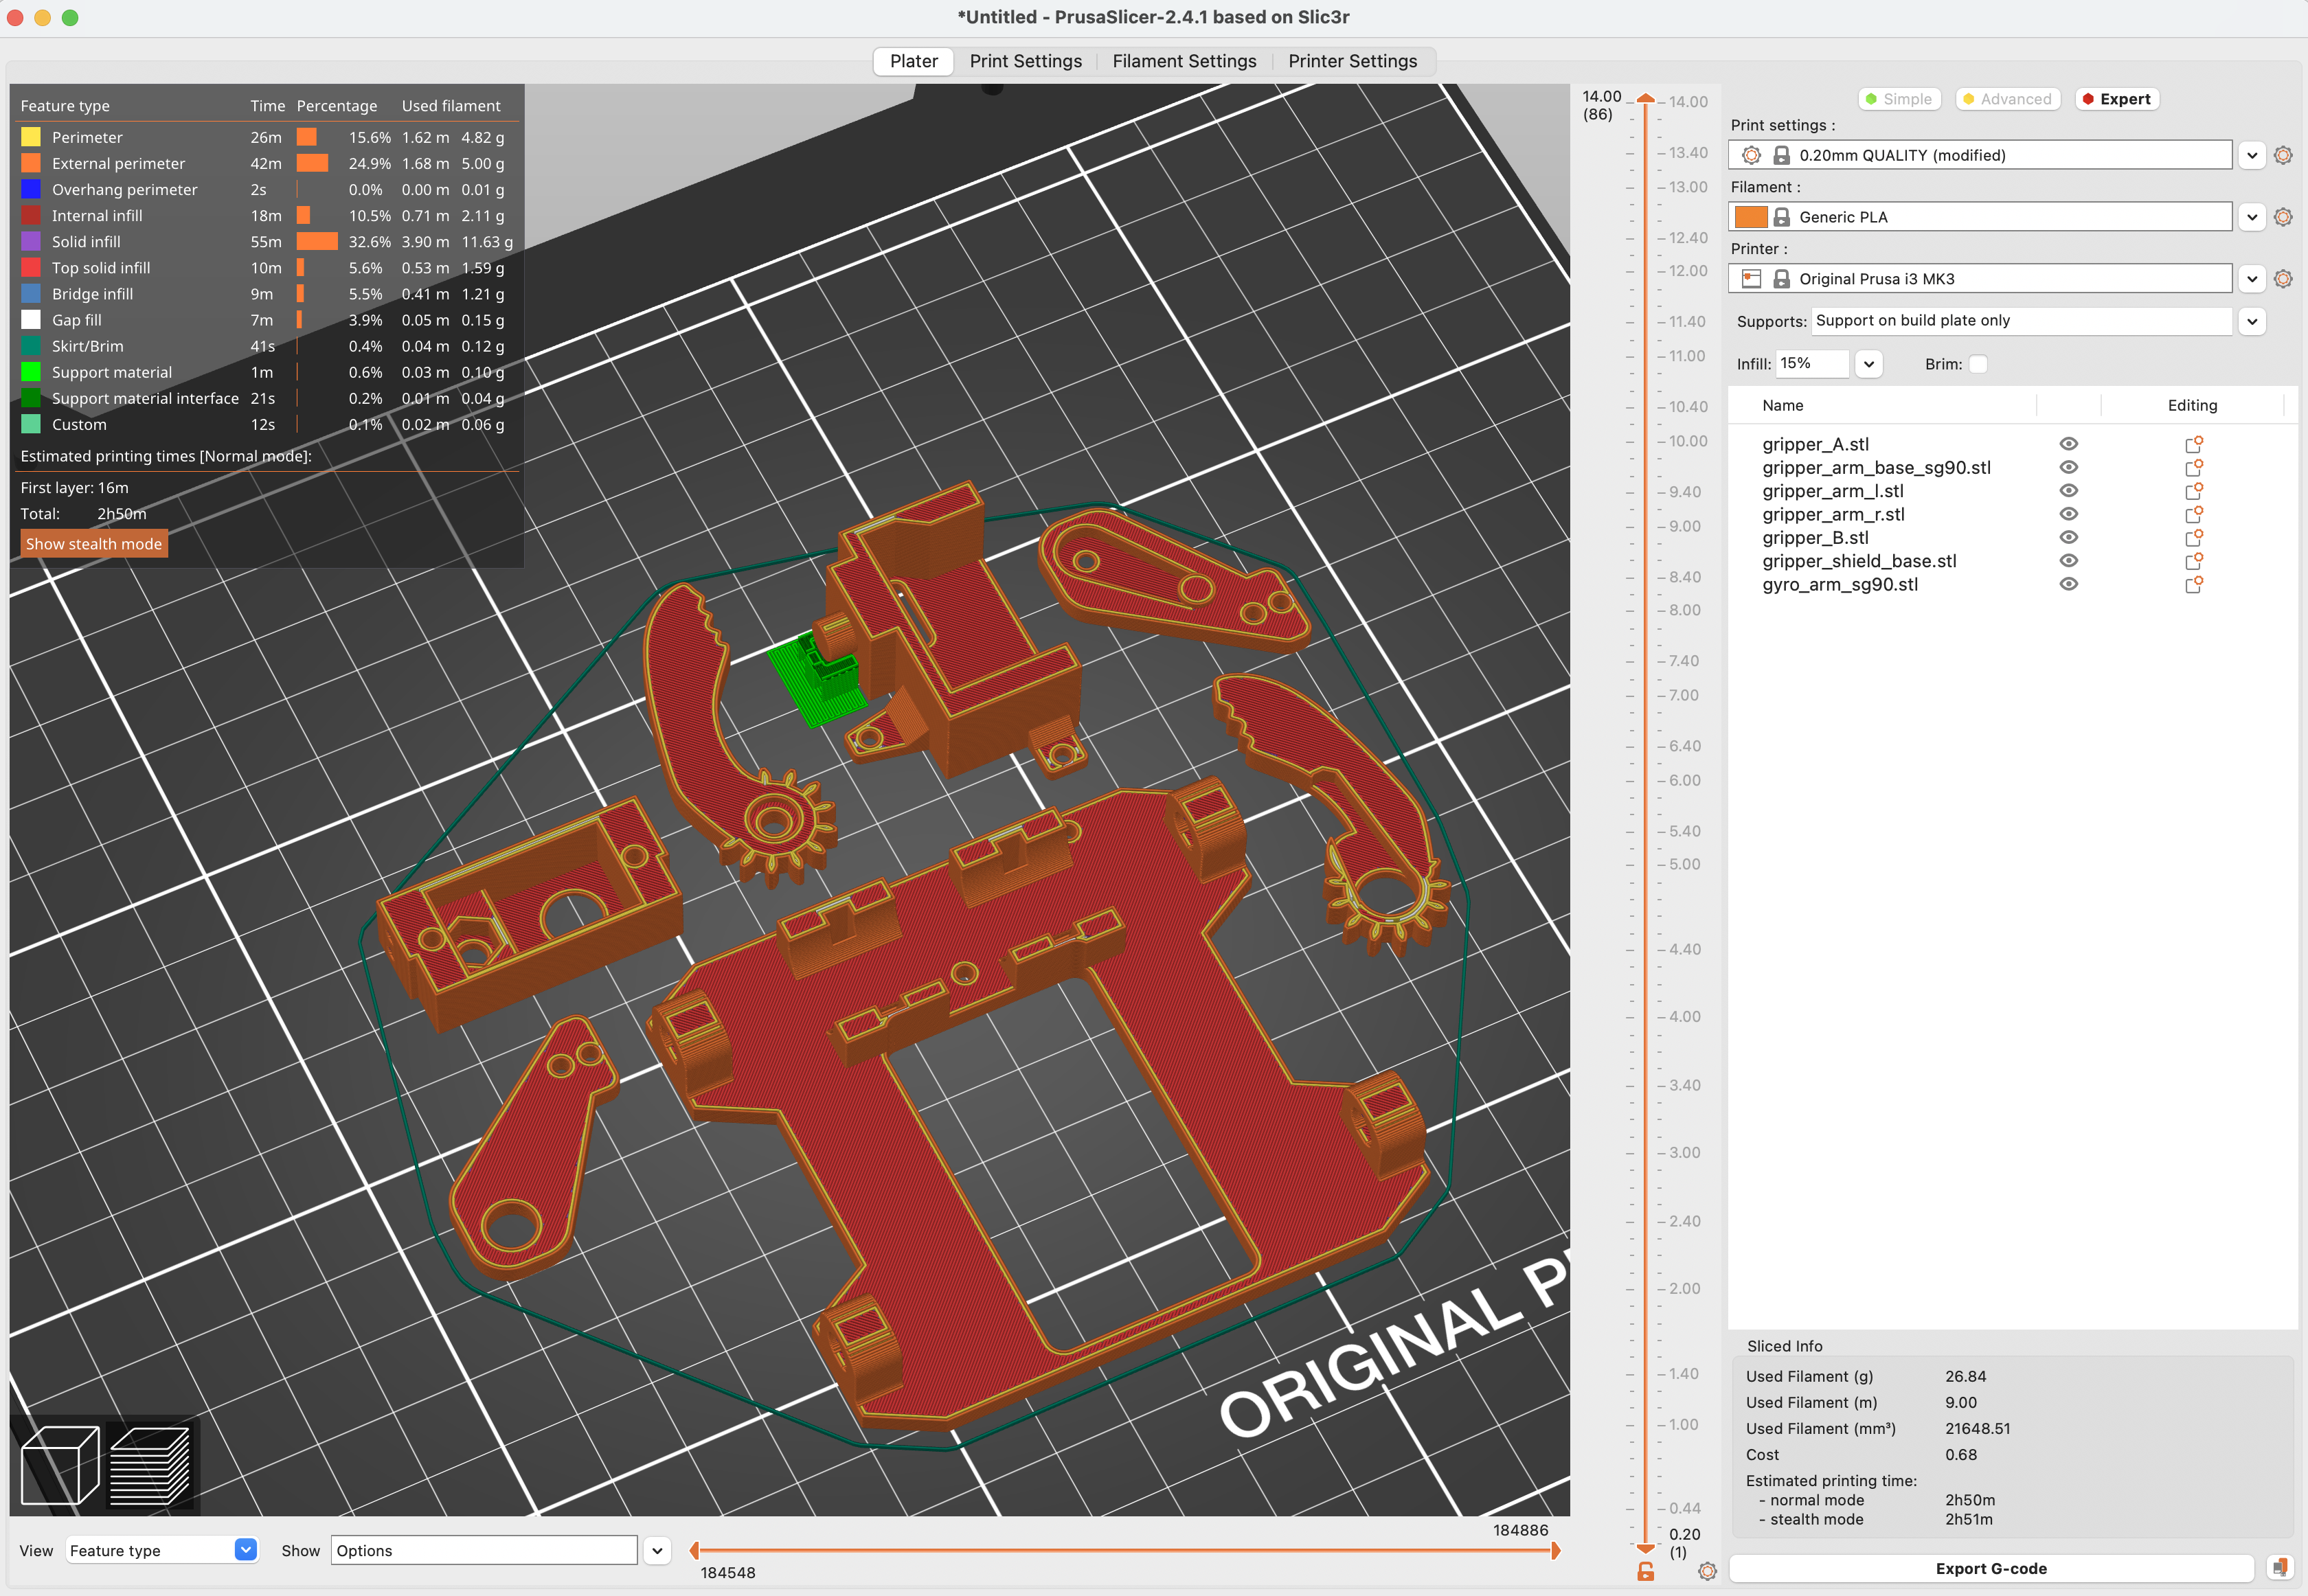 *Untitled - PrusaSlicer-2.4.1 based on Slic3r
Plater Print Settings Filament Settings Printer Settings
Feature type Time Percentage Used filament
Perimeter 26m 15.6% 1.62 m 4.82 g
External perimeter 42m 24.9% 1.68 m 5.00 g
Overhang perimeter 2s 0.0% 0.00 m 0.01 g
Internal infill 18m 10.5% 0.71 m 2.11 g
Solid infill 55m 32.6% 3.90 m 11.63 g
Top solid infill 10m 5.6% 0.53 m 1.59 g
Bridge infill 9m 5.5% 0.41 m 1.21 g
Gap fill 7m 3.9% 0.05 m 0.15 g
Skirt/Brim 41s 0.4% 0.04 m 0.12 g
Support material 1m 0.6% 0.03 m 0.10 g
Support material interface 21s 0.2% 0.01 m 0.04 g
Custom 12s 0.1% 0.02 m 0.06 g
Estimated printing times [Normal mode]:
First layer: 16m
Total: 2h50m
Show stealth mode
ORIGINAL P
View Feature type Show Options
184886
184548
14.00
(86)
14.00
13.40
13.00
12.40
12.00
11.40
11.00
10.40
10.00
9.40
9.00
8.40
8.00
7.40
7.00
6.40
6.00
5.40
5.00
4.40
4.00
3.40
3.00
2.40
2.00
1.40
1.00
0.44
0.20
(1)
Simple Advanced Expert
Print settings :
0.20mm QUALITY (modified)
Filament :
Generic PLA
Printer :
Original Prusa i3 MK3
Supports: Support on build plate only
Infill: 15% Brim:
Name Editing
gripper_A.stl
gripper_arm_base_sg90.stl
gripper_arm_l.stl
gripper_arm_r.stl
gripper_B.stl
gripper_shield_base.stl
gyro_arm_sg90.stl
Sliced Info
Used Filament (g) 26.84
Used Filament (m) 9.00
Used Filament (mm³) 21648.51
Cost 0.68
Estimated printing time:
- normal mode 2h50m
- stealth mode 2h51m
Export G-code